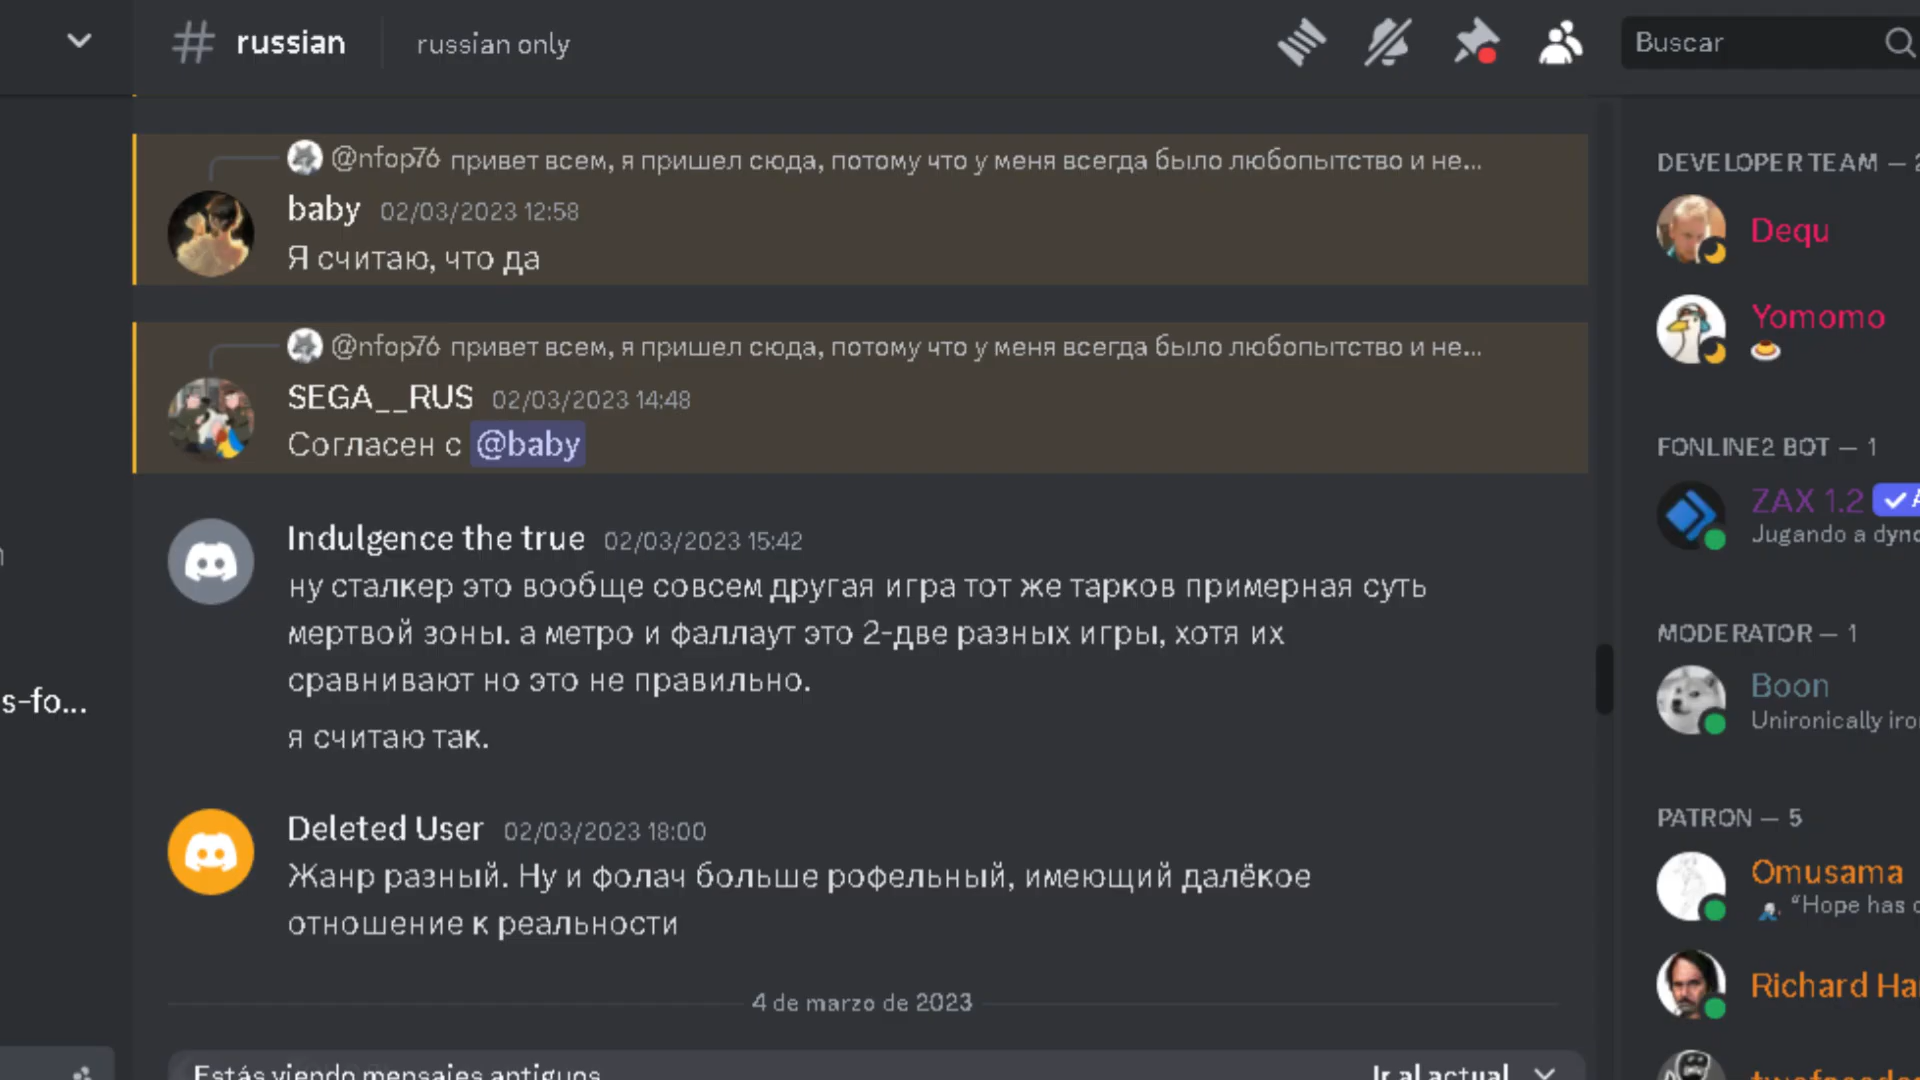 russian
russian only
Buscar
@nfop76 привет всем, я пришел сюда, потому что у меня всегда было любопытство и не...
baby 02/03/2023 12:58
Я считаю, что да
@nfop76 привет всем, я пришел сюда, потому что у меня всегда было любопытство и не...
SEGA__RUS 02/03/2023 14:48
Согласен с @baby
Indulgence the true 02/03/2023 15:42
ну сталкер это вообще совсем другая игра тот же тарков примерная суть
мертвой зоны. а метро и фаллаут это 2-две разных игры, хотя их
сравнивают но это не правильно.
я считаю так.
Deleted User 02/03/2023 18:00
Жанр разный. Ну и фолач больше рофельный, имеющий далёкое
отношение к реальности
4 de marzo de 2023
Estás viendo mensajes antiguos
Ir al actual
s-fo...
DEVELOPER TEAM — 2
Dequ
Yomomo
FONLINE2 BOT — 1
ZAX 1.2
Jugando a
MODERATOR — 1
Boon
Unironically
PATRON — 5
Omusama
“Hope has
Richard